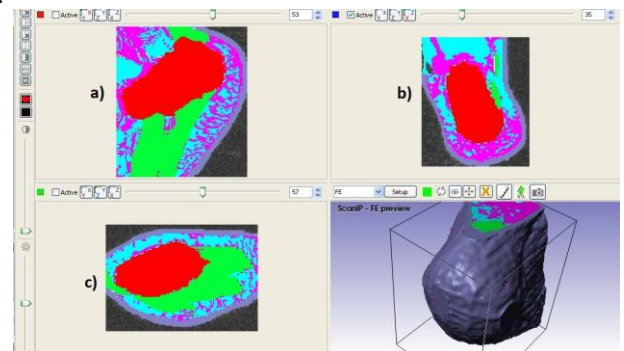 Active 53
Active 35
a)
b)
Active 57
FE Setup
ScanIP - FE preview
c)